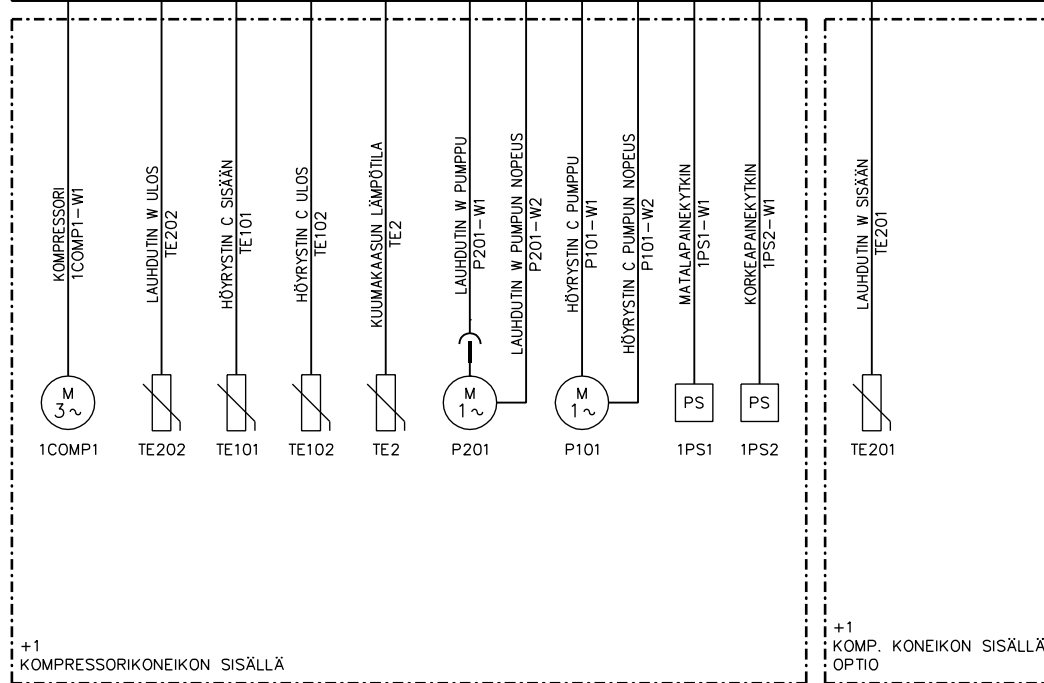 KOMPRESSORI
1COMP1-W1
LAUHDUTIN W ULOS
TE202
HÖYRYSTIN C SISÄÄN
TE101
HÖYRYSTIN C ULOS
TE102
KUUMAKAASUN LÄMPÖTILA
TE2
LAUHDUTIN W PUMPPU
P201-W1
LAUHDUTIN W PUMPUN NOPEUS
P201-W2
HÖYRYSTIN C PUMPPU
P101-W1
HÖYRYSTIN C PUMPUN NOPEUS
P101-W2
MATALAPAINEKYTKIN
1PS1-W1
KORKEAPAINEKYTKIN
1PS2-W1
LAUHDUTIN W SISÄÄN
TE201
M
3~
M
1~
M
1~
PS
PS
1COMP1
TE202
TE101
TE102
TE2
P201
P101
1PS1
1PS2
TE201
+1
KOMPRESSORIKONEIKON SISÄLLÄ
+1
KOMP. KONEIKON SISÄLLÄ
OPTIO